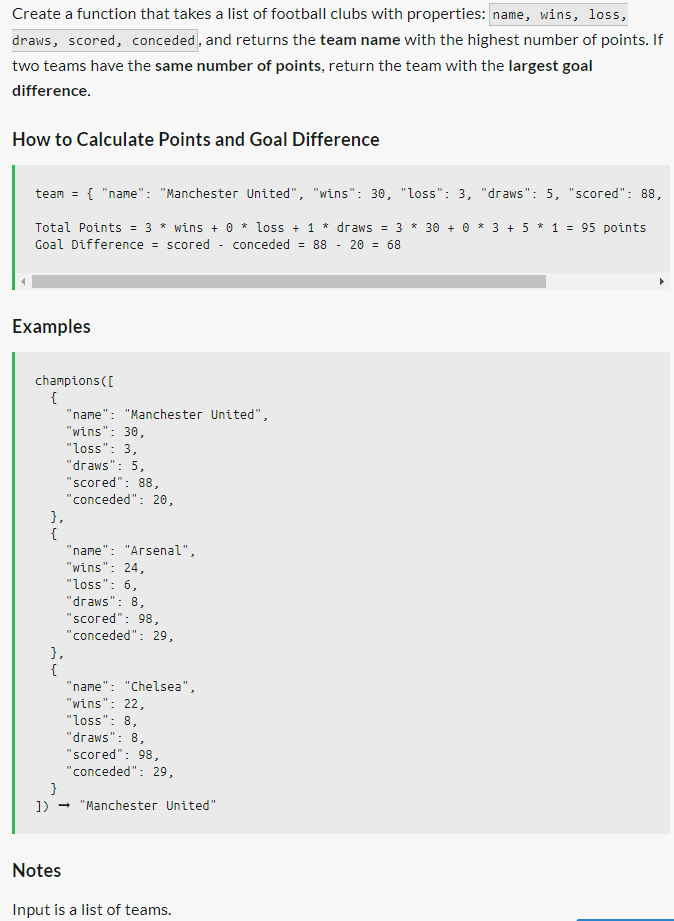 Create a function that takes a list of football clubs with properties: name, wins, loss,
draws, scored, conceded, and returns the team name with the highest number of points. If
two teams have the same number of points, return the team with the largest goal
difference.
How to Calculate Points and Goal Difference
team = { "name": "Manchester United", "wins": 30, "loss": 3, "draws": 5, "scored": 88,
Total Points = 3 * wins + 0 * loss + 1 * draws = 3 * 30 + 0 * 3 + 5 * 1 = 95 points
Goal Difference = scored - conceded = 88 - 20 = 68
Examples
champions([
{
"name": "Manchester United",
"wins": 30,
"loss": 3,
"draws": 5,
"scored": 88,
"conceded": 20,
},
{
"name": "Arsenal",
"wins": 24,
"loss": 6,
"draws": 8,
"scored": 98,
"conceded": 29,
},
{
"name": "Chelsea",
"wins": 22,
"loss": 8,
"draws": 8,
"scored": 98,
"conceded": 29,
}
]) ➞ "Manchester United"
Notes
Input is a list of teams.